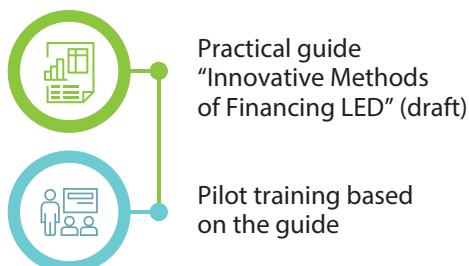 Practical guide
“Innovative Methods
of Financing LED” (draft)
Pilot training based
on the guide